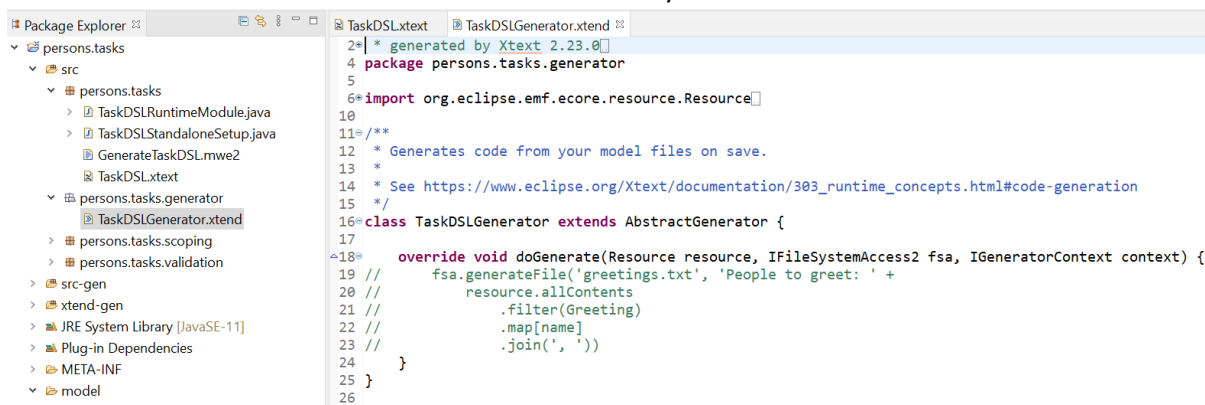 Package Explorer
persons.tasks
src
persons.tasks
TaskDSLRuntimeModule.java
TaskDSLStandaloneSetup.java
GenerateTaskDSL.mwe2
TaskDSL.xtext
persons.tasks.generator
TaskDSLGenerator.xtend
persons.tasks.scoping
persons.tasks.validation
src-gen
xtend-gen
JRE System Library [JavaSE-11]
Plug-in Dependencies
META-INF
model
TaskDSL.xtext TaskDSLGenerator.xtend
2 * generated by Xtext 2.23.0
4 package persons.tasks.generator
5
6 import org.eclipse.emf.ecore.resource.Resource
10
11 /**
12 * Generates code from your model files on save.
13 *
14 * See https://www.eclipse.org/Xtext/documentation/303_runtime_concepts.html#code-generation
15 */
16 class TaskDSLGenerator extends AbstractGenerator {
17
18 override void doGenerate(Resource resource, IFileSystemAccess2 fsa, IGeneratorContext context) {
19 // fsa.generateFile('greetings.txt', 'People to greet: ' +
20 // resource.allContents
21 // .filter(Greeting)
22 // .map[name]
23 // .join(', '))
24 }
25 }
26